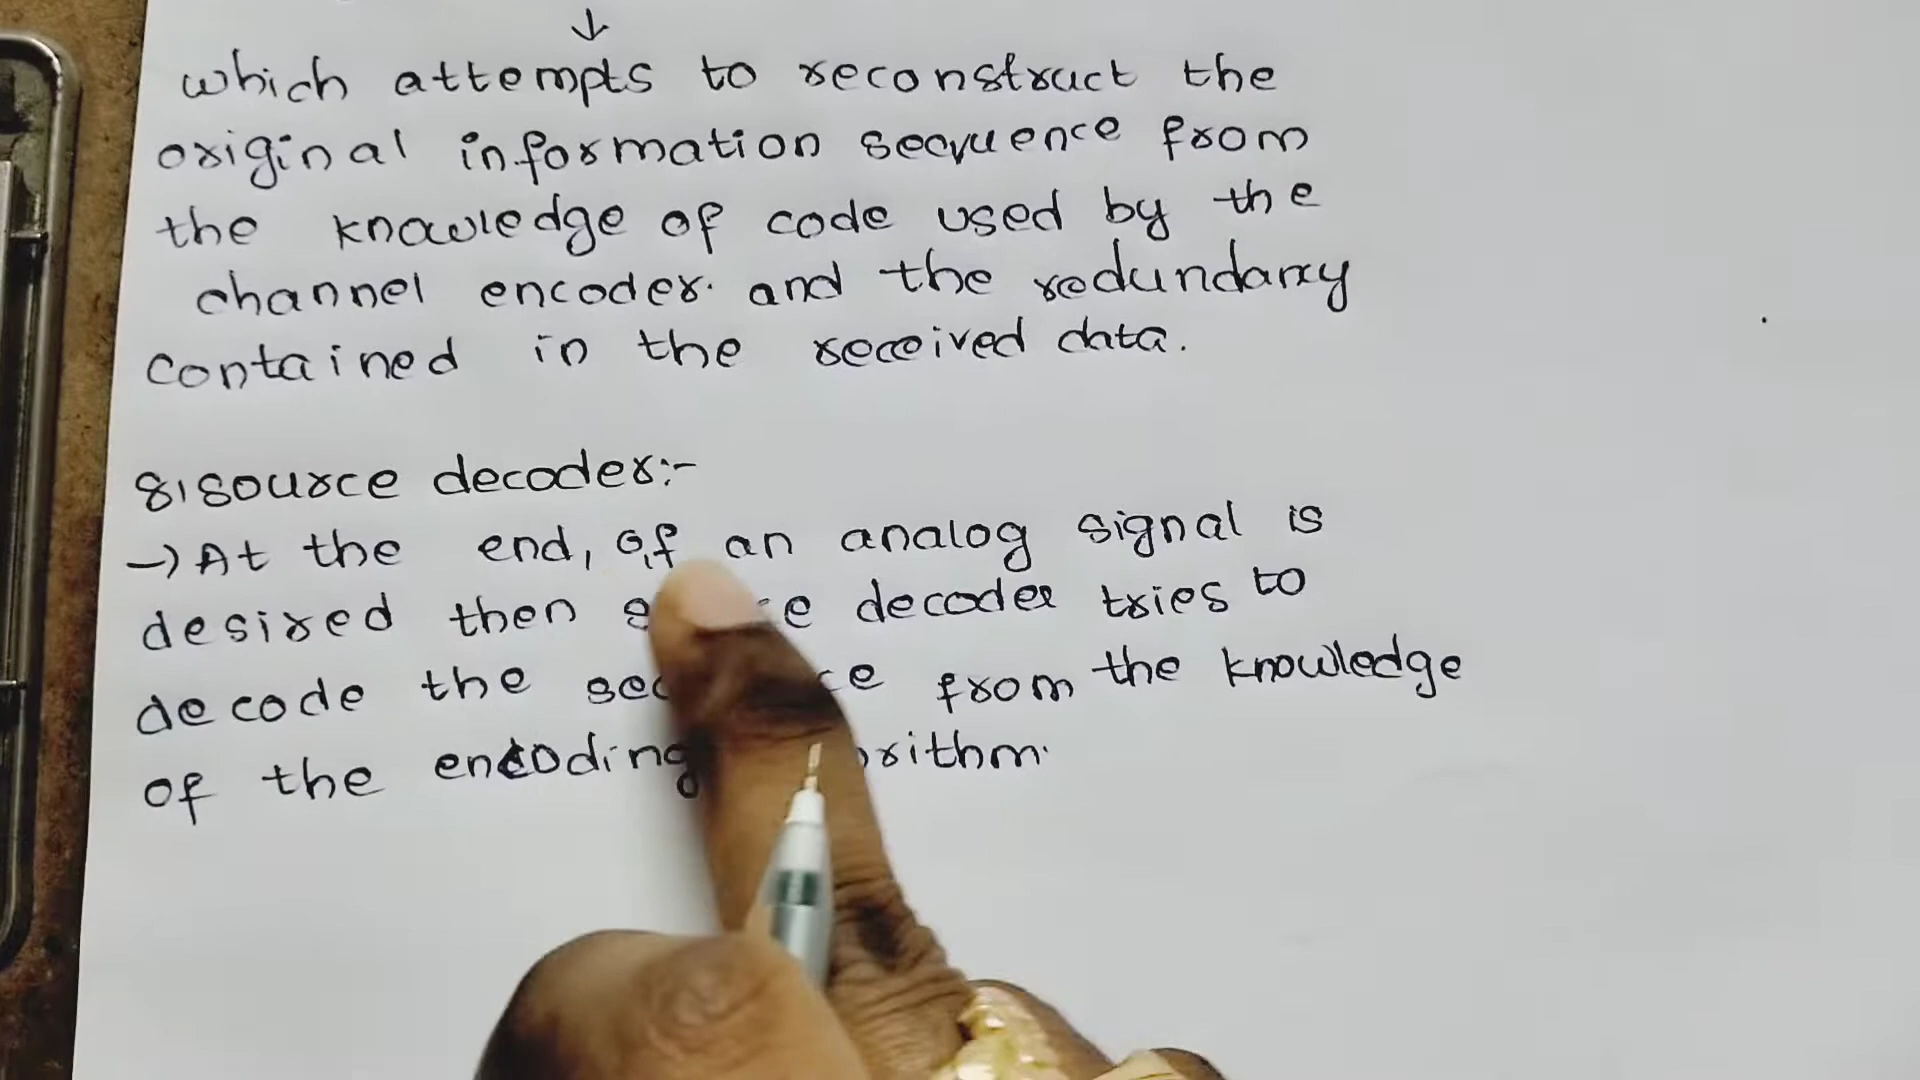 ↓
which attempts to reconstruct the
original information sequence from
the knowledge of code used by the
channel encoder. and the redundancy
contained in the received data.
8, source decoder:-
→ At the end, of an analog signal is
desired then decoder tries to
decode the from the knowledge
of the encoding